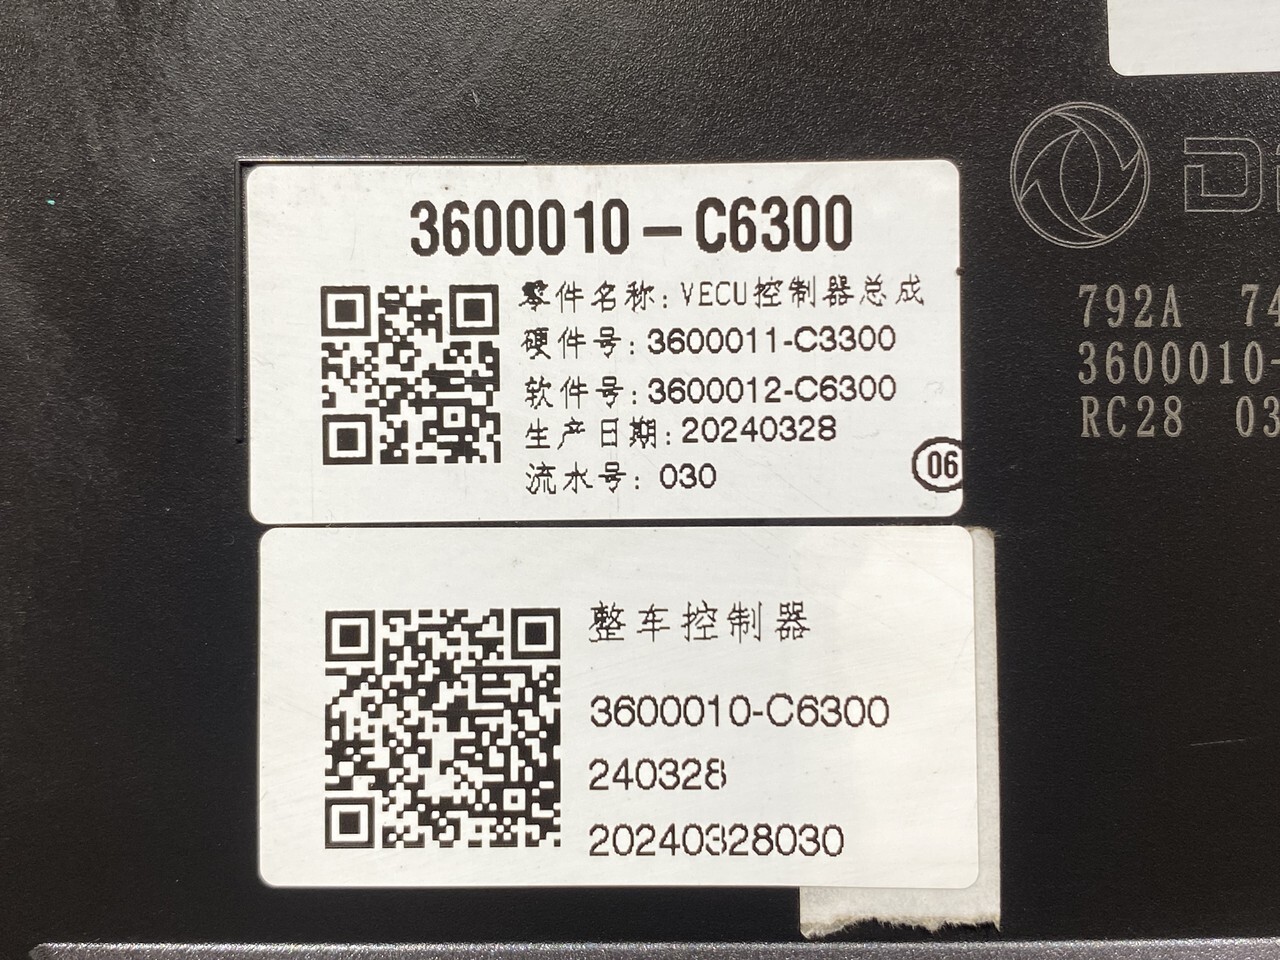 3600010-C6300
零件名称: VECU控制器总成
硬件号: 3600011-C3300
软件号: 3600012-C6300
生产日期: 20240328
流水号: 030
06
整车控制器
3600010-C6300
240328
20240328030
D
792A 74
3600010-
RC28 03